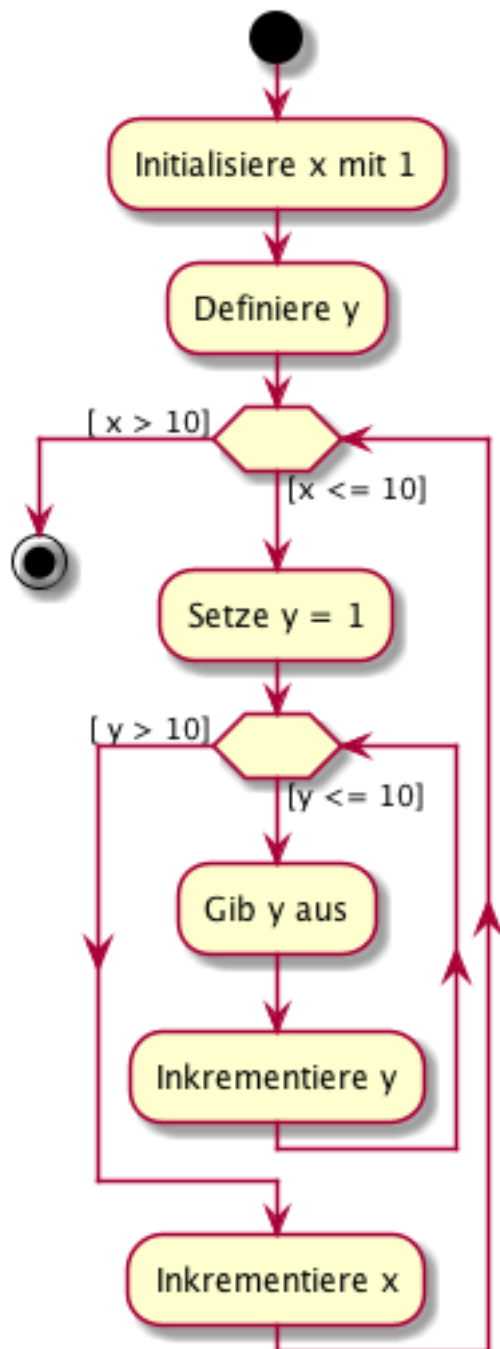 Initialisiere x mit 1
Definiere y
[ x > 10]
[x <= 10]
Setze y = 1
[ y > 10]
[y <= 10]
Gib y aus
Inkrementiere y
Inkrementiere x